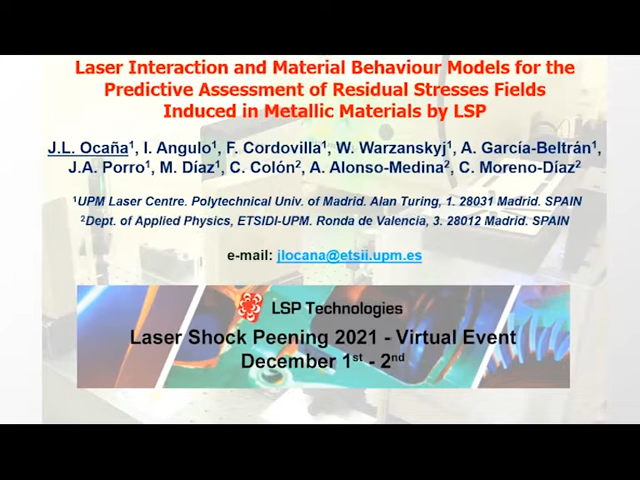 Laser Interaction and Material Behaviour Models for the
Predictive Assessment of Residual Stresses Fields
Induced in Metallic Materials by LSP
J.L. Ocaña¹, I. Angulo¹, F. Cordovilla¹, W. Warzanskyj¹, A. García-Beltrán¹,
J.A. Porro¹, M. Díaz¹, C. Colón², A. Alonso-Medina², C. Moreno-Díaz²
¹UPM Laser Centre. Polytechnical Univ. of Madrid. Alan Turing, 1. 28031 Madrid. SPAIN
²Dept. of Applied Physics, ETSIDI-UPM. Ronda de Valencia, 3. 28012 Madrid. SPAIN
e-mail: jlocana@etsii.upm.es
LSP Technologies
Laser Shock Peening 2021 - Virtual Event
December 1st - 2nd